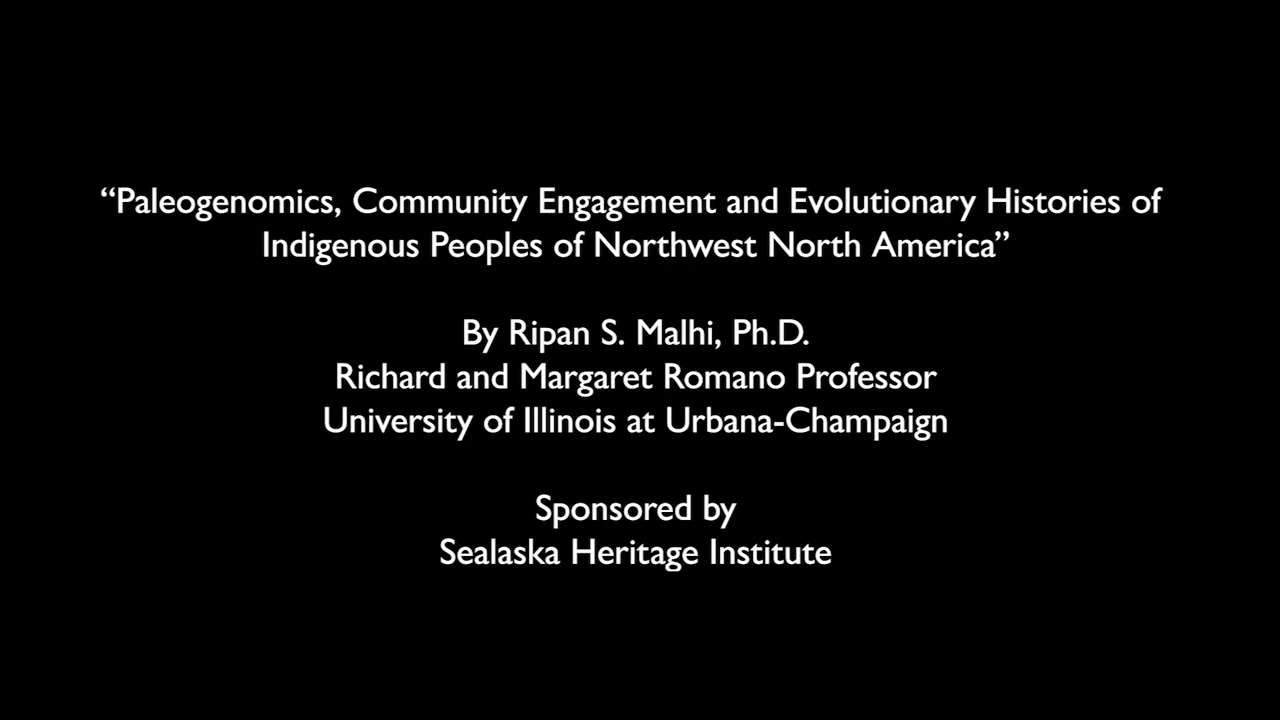 “Paleogenomics, Community Engagement and Evolutionary Histories of
Indigenous Peoples of Northwest North America”
By Ripan S. Malhi, Ph.D.
Richard and Margaret Romano Professor
University of Illinois at Urbana-Champaign
Sponsored by
Sealaska Heritage Institute